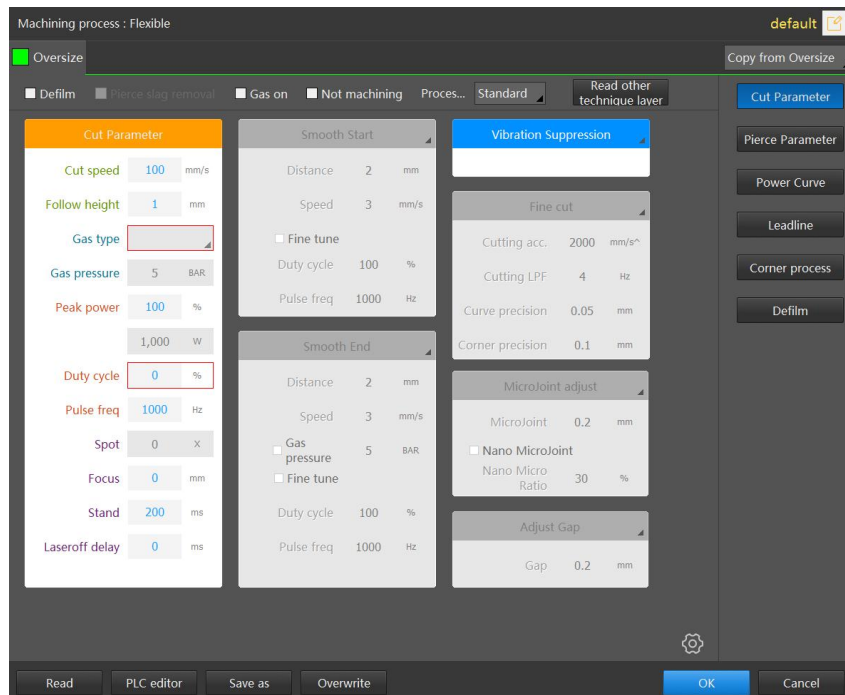 Machining process : Flexible
default
Oversize
Copy from Oversize
Defilm
Pierce slag removal
Gas on
Not machining
Proces...
Standard
Read other
technique layer
Cut Parameter
Cut speed 100 mm/s
Follow height 1 mm
Gas type
Gas pressure 5 BAR
Peak power 100 %
1,000 W
Duty cycle 0 %
Pulse freq 1000 Hz
Spot 0 X
Focus 0 mm
Stand 200 ms
Laseroff delay 0 ms
Smooth Start
Distance 2 mm
Speed 3 mm/s
Fine tune
Duty cycle 100 %
Pulse freq 1000 Hz
Smooth End
Distance 2 mm
Speed 3 mm/s
Gas
pressure 5 BAR
Fine tune
Duty cycle 100 %
Pulse freq 1000 Hz
Vibration Suppression
Fine cut
Cutting acc. 2000 mm/s^
Cutting LPF 4 Hz
Curve precision 0.05 mm
Corner precision 0.1 mm
MicroJoint adjust
MicroJoint 0.2 mm
Nano MicroJoint
Nano Micro
Ratio 30 %
Adjust Gap
Gap 0.2 mm
Cut Parameter
Pierce Parameter
Power Curve
Leadline
Corner process
Defilm
Read
PLC editor
Save as
Overwrite
OK
Cancel